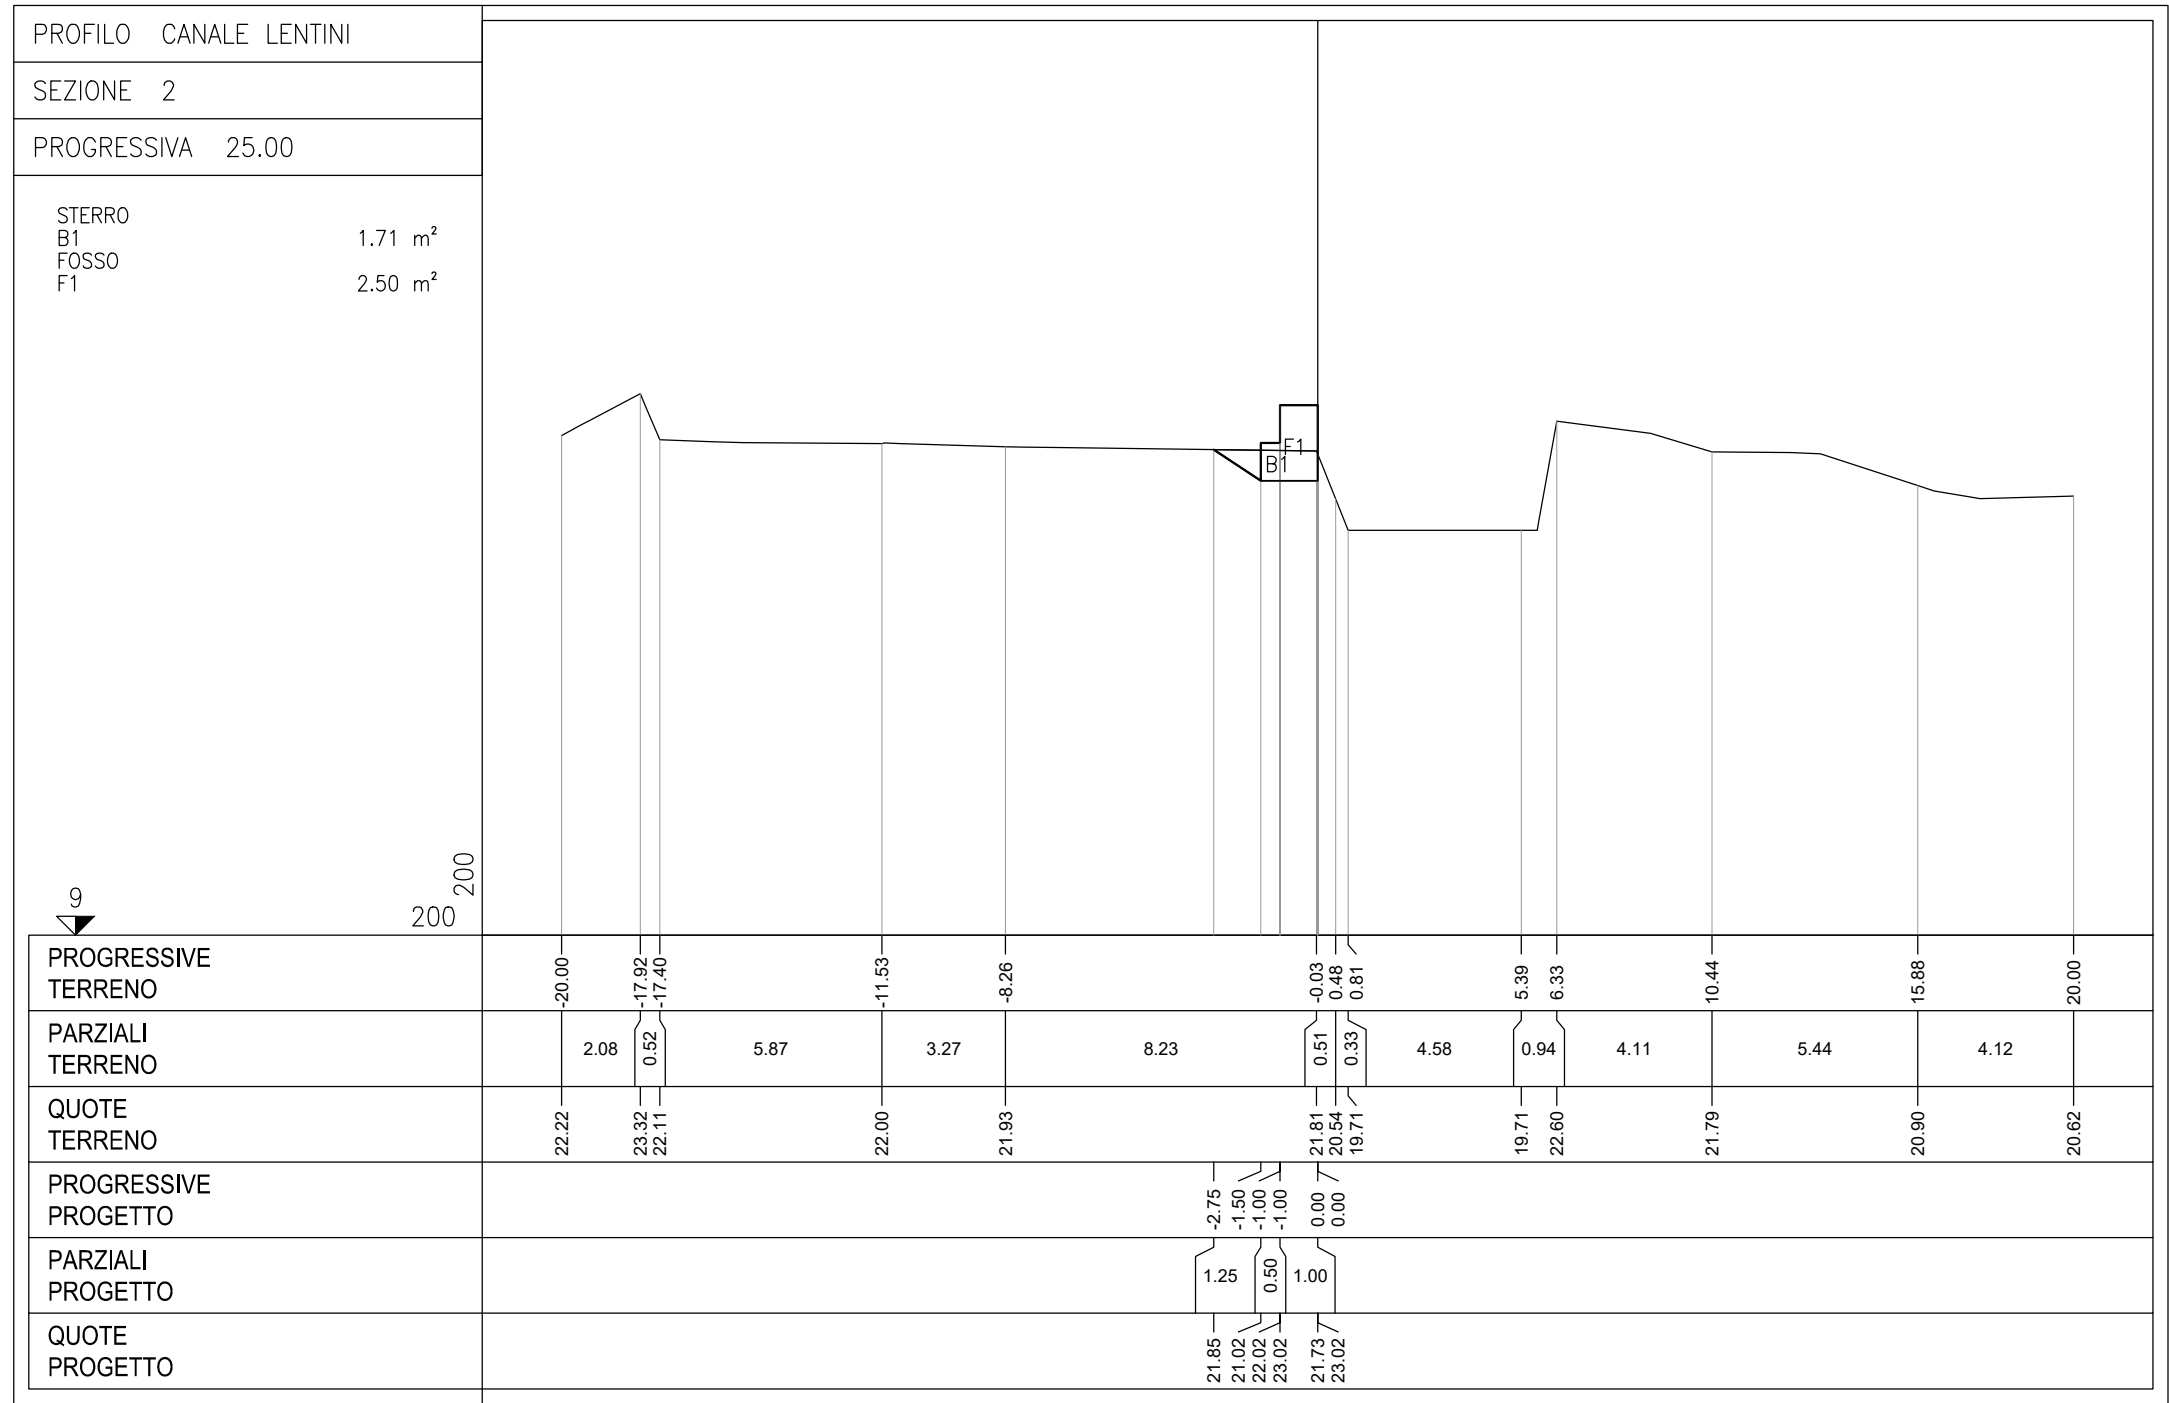 PROFILO CANALE LENTINI
SEZIONE 2
PROGRESSIVA 25.00
STERRO
B1 1.71 m²
FOSSO
F1 2.50 m²
F1
B1
200
9
200
PROGRESSIVE
TERRENO
-20.00 -17.92 -17.40 -11.53 -8.26 -0.03 0.48 0.81 5.39 6.33 10.44 15.88 20.00
PARZIALI
TERRENO
2.08 0.52 5.87 3.27 8.23 0.51 0.33 4.58 0.94 4.11 5.44 4.12
QUOTE
TERRENO
22.22 23.32 22.11 22.00 21.93 21.81 20.54 19.71 19.71 22.60 21.79 20.90 20.62
PROGRESSIVE
PROGETTO
-2.75 -1.50 -1.00 -1.00 0.00 0.00
PARZIALI
PROGETTO
1.25 0.50 1.00
QUOTE
PROGETTO
21.85 21.02 22.02 23.02 21.73 23.02